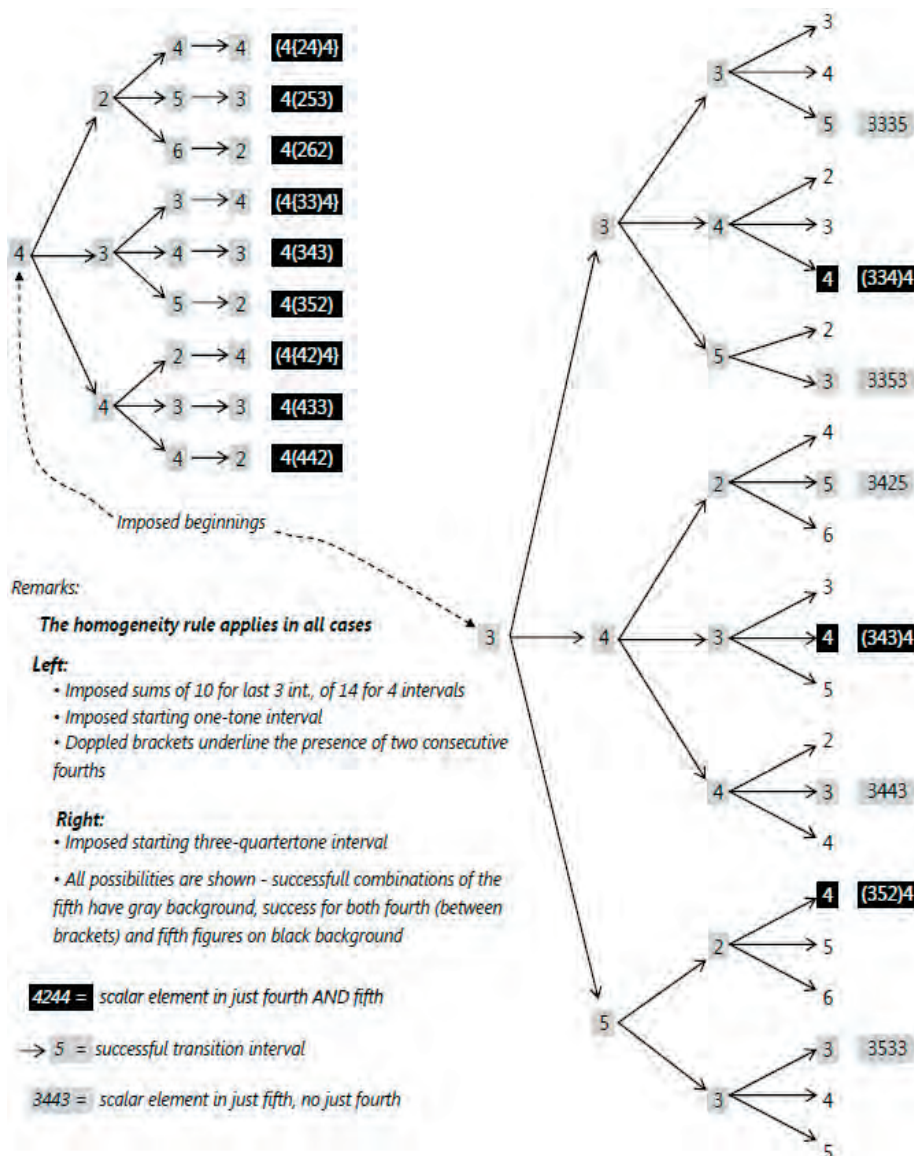 4 4 (4{24)4}
2 5 3 4(253)
6 2 4(262)
3 4 (4{33)4}
4 3 4 3 4(343)
5 2 4(352)
2 4 (4{42)4}
4 3 3 4(433)
4 2 4(442)
Imposed beginnings
Remarks:
The homogeneity rule applies in all cases
Left:
• Imposed sums of 10 for last 3 int., of 14 for 4 intervals
• Imposed starting one-tone interval
• Doppled brackets underline the presence of two consecutive
fourths
Right:
• Imposed starting three-quartertone interval
• All possibilities are shown - successfull combinations of the
fifth have gray background, success for both fourth (between
brackets) and fifth figures on black background
4244 = scalar element in just fourth AND fifth
→ 5 = successful transition interval
3443 = scalar element in just fifth, no just fourth
3
3 4
5 3335
2
3 4 3
4 (334)4
2
5
3 3353
4
2 5 3425
6
3
3 4 3 4 (343)4
5
2
4 3 3443
4
4 (352)4
2 5
6
5
3 3533
3 4
5